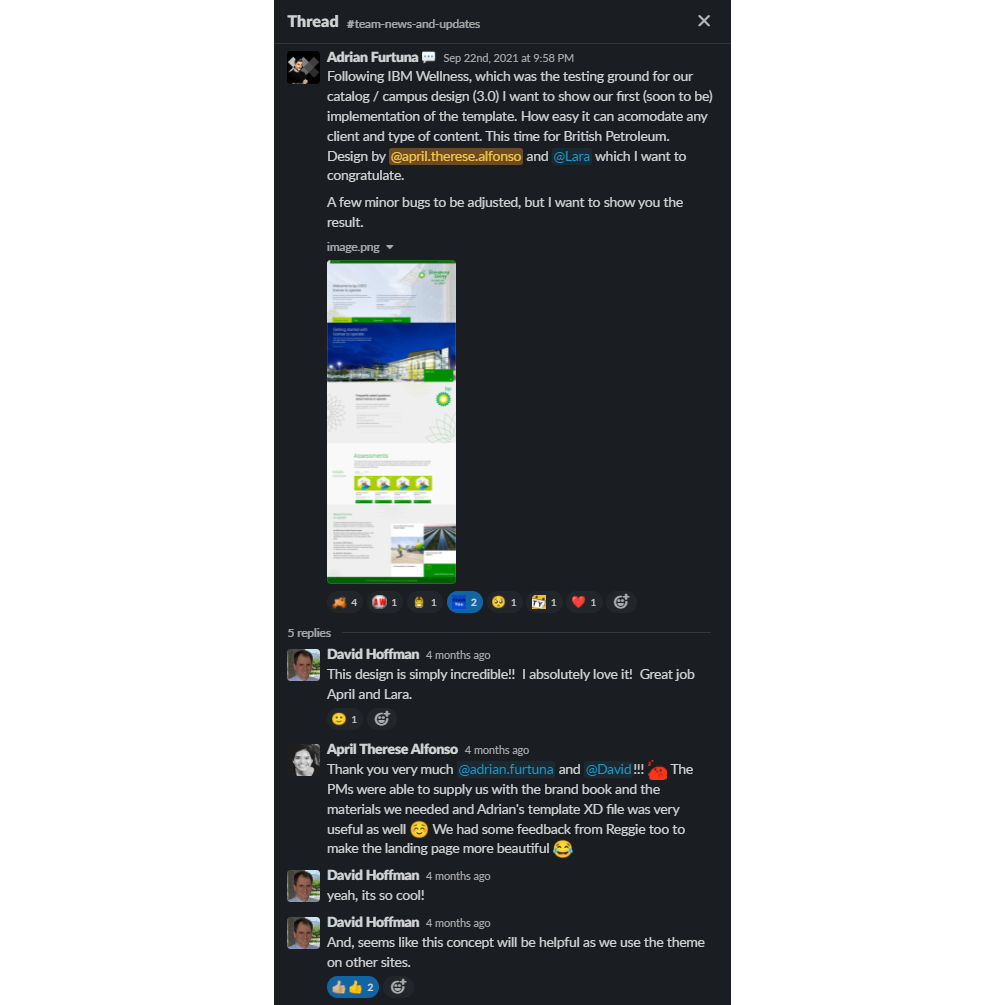 Thread #team-news-and-updates
Adrian Furtuna Sep 22nd, 2021 at 9:58 PM
Following IBM Wellness, which was the testing ground for our
catalog / campus design (3.0) I want to show our first (soon to be)
implementation of the template. How easy it can acomodate any
client and type of content. This time for British Petroleum.
Design by @april.therese.alfonso and @Lara which I want to
congratulate.
A few minor bugs to be adjusted, but I want to show you the
result.
image.png
Getting started with
license to operate
Frequently asked questions
Assessments
4 1 1 2 1 1 1
5 replies
David Hoffman 4 months ago
This design is simply incredible!! I absolutely love it! Great job
April and Lara.
1
April Therese Alfonso 4 months ago
Thank you very much @adrian.furtuna and @David!!! The
PMs were able to supply us with the brand book and the
materials we needed and Adrian's template XD file was very
useful as well ☺️ We had some feedback from Reggie too to
make the landing page more beautiful 😂
David Hoffman 4 months ago
yeah, its so cool!
David Hoffman 4 months ago
And, seems like this concept will be helpful as we use the theme
on other sites.
2